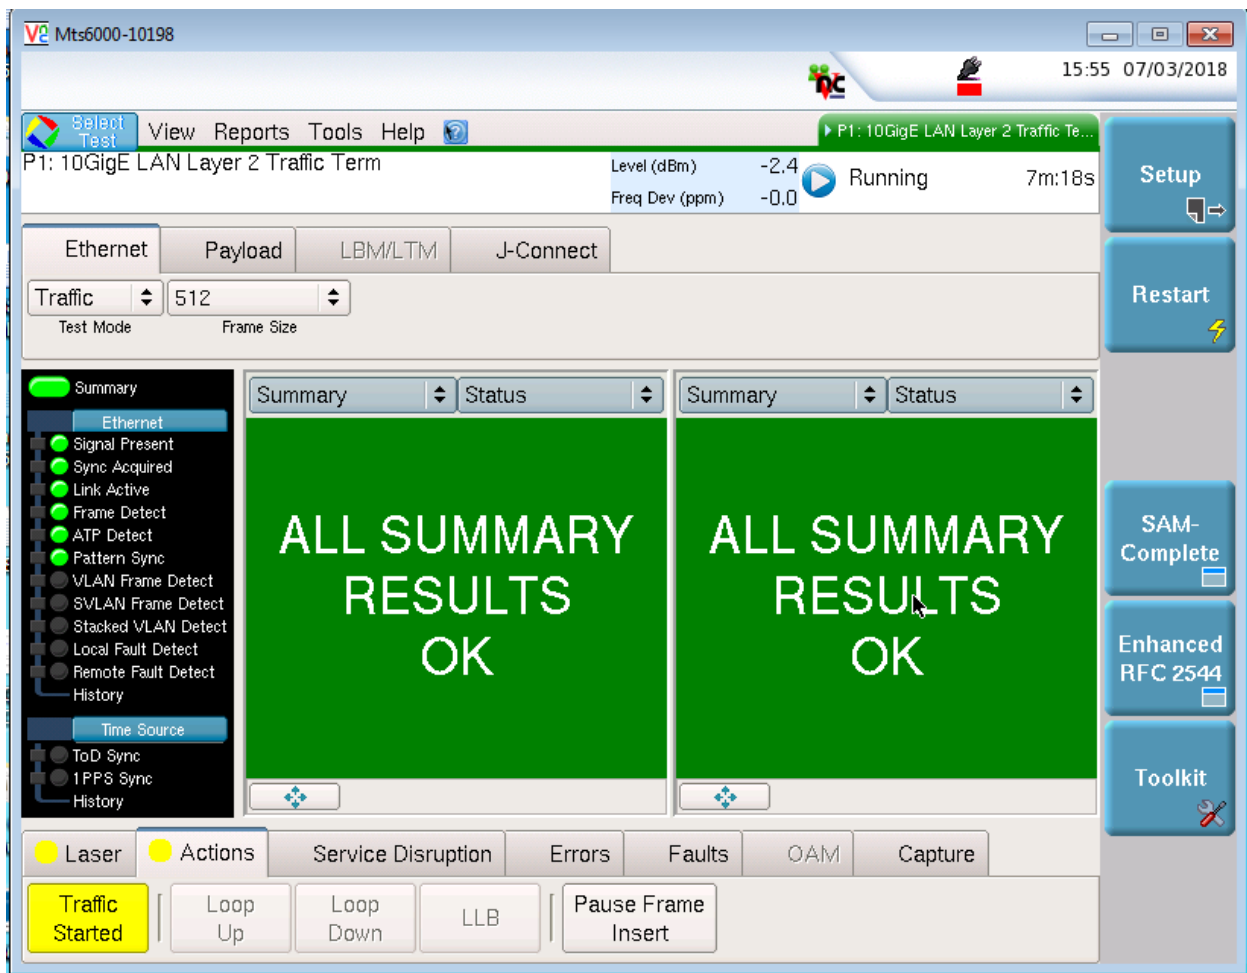 Mts6000-10198
15:55 07/03/2018
Select
Test
View Reports Tools Help
P1: 10GigE LAN Layer 2 Traffic Te...
P1: 10GigE LAN Layer 2 Traffic Term
Level (dBm) -2.4
Freq Dev (ppm) -0.0
Running 7m:18s
Setup
Restart
Ethernet Payload LBM/LTM J-Connect
Traffic 512
Test Mode Frame Size
Summary
Ethernet
Signal Present
Sync Acquired
Link Active
Frame Detect
ATP Detect
Pattern Sync
VLAN Frame Detect
SVLAN Frame Detect
Stacked VLAN Detect
Local Fault Detect
Remote Fault Detect
History
Time Source
ToD Sync
1PPS Sync
History
Summary Status
ALL SUMMARY
RESULTS
OK
Summary Status
ALL SUMMARY
RESULTS
OK
SAM-
Complete
Enhanced
RFC 2544
Toolkit
Laser Actions Service Disruption Errors Faults OAM Capture
Traffic
Started
Loop
Up
Loop
Down
LLB
Pause Frame
Insert